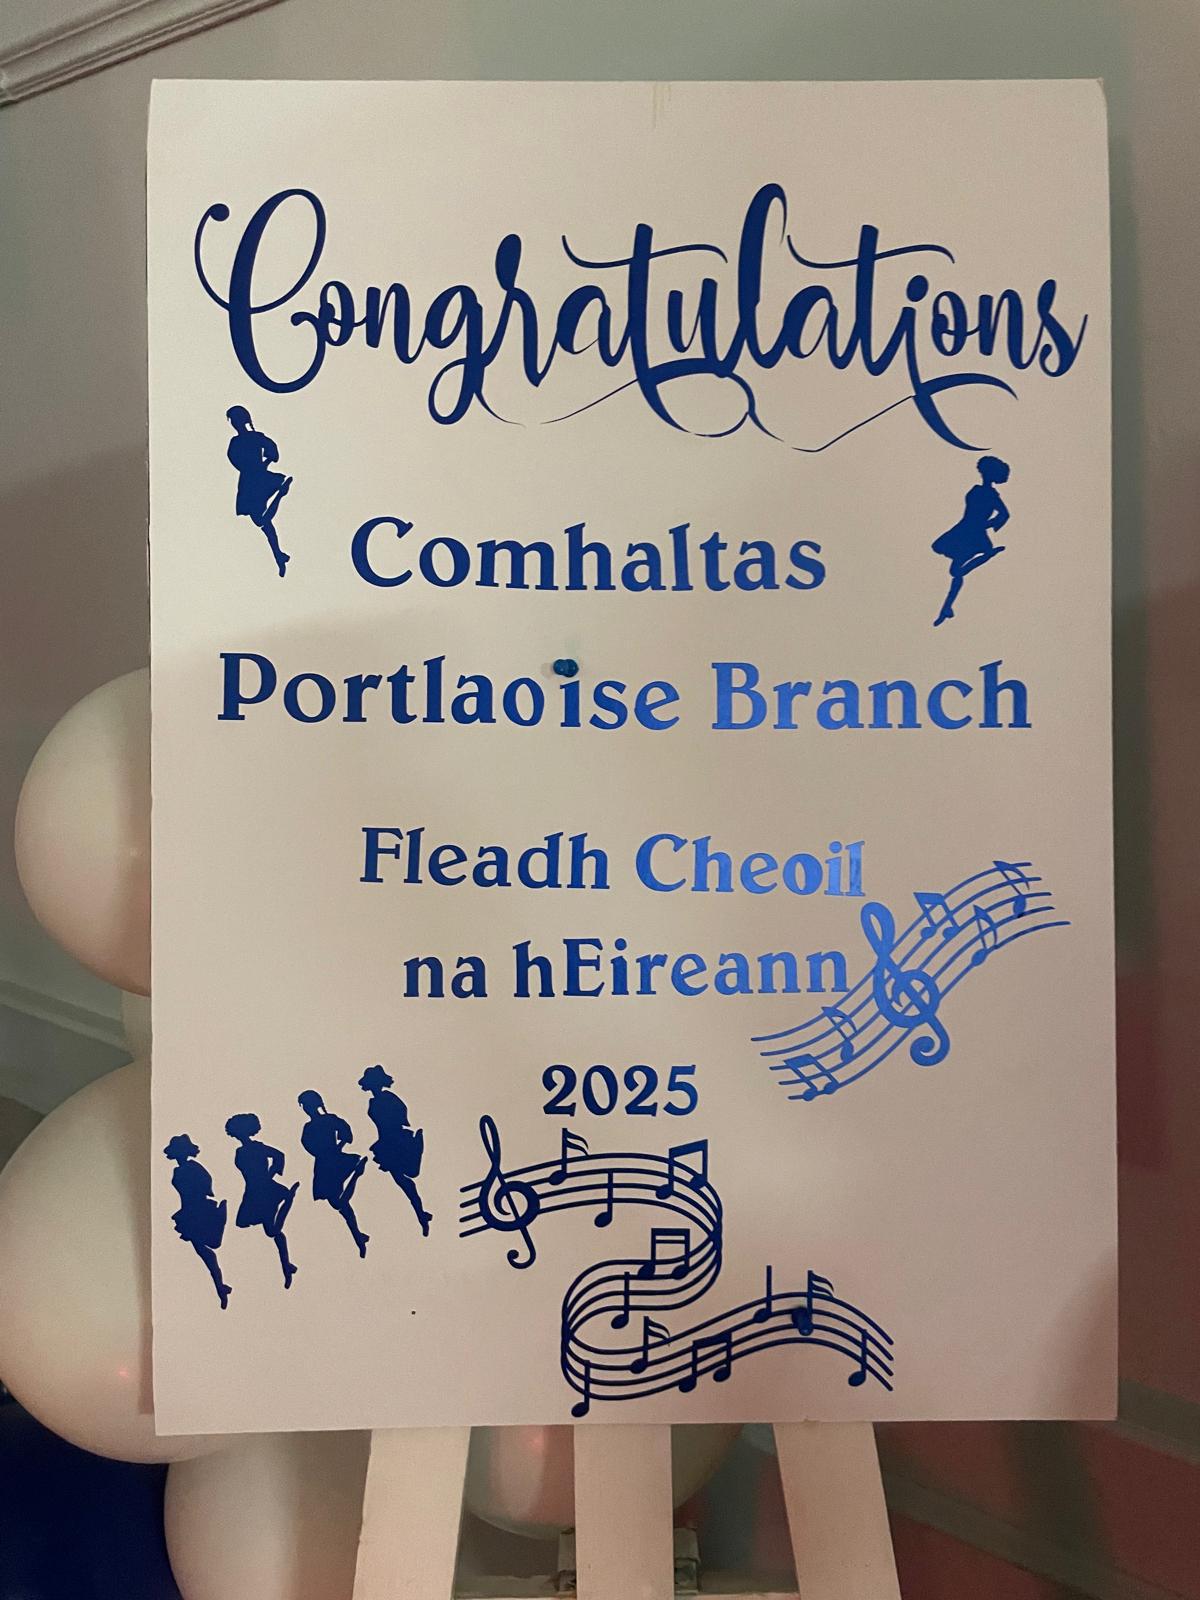 Congratulations
Comhaltas
Portlaoise Branch
Fleadh Cheoil
na hEireann
2025